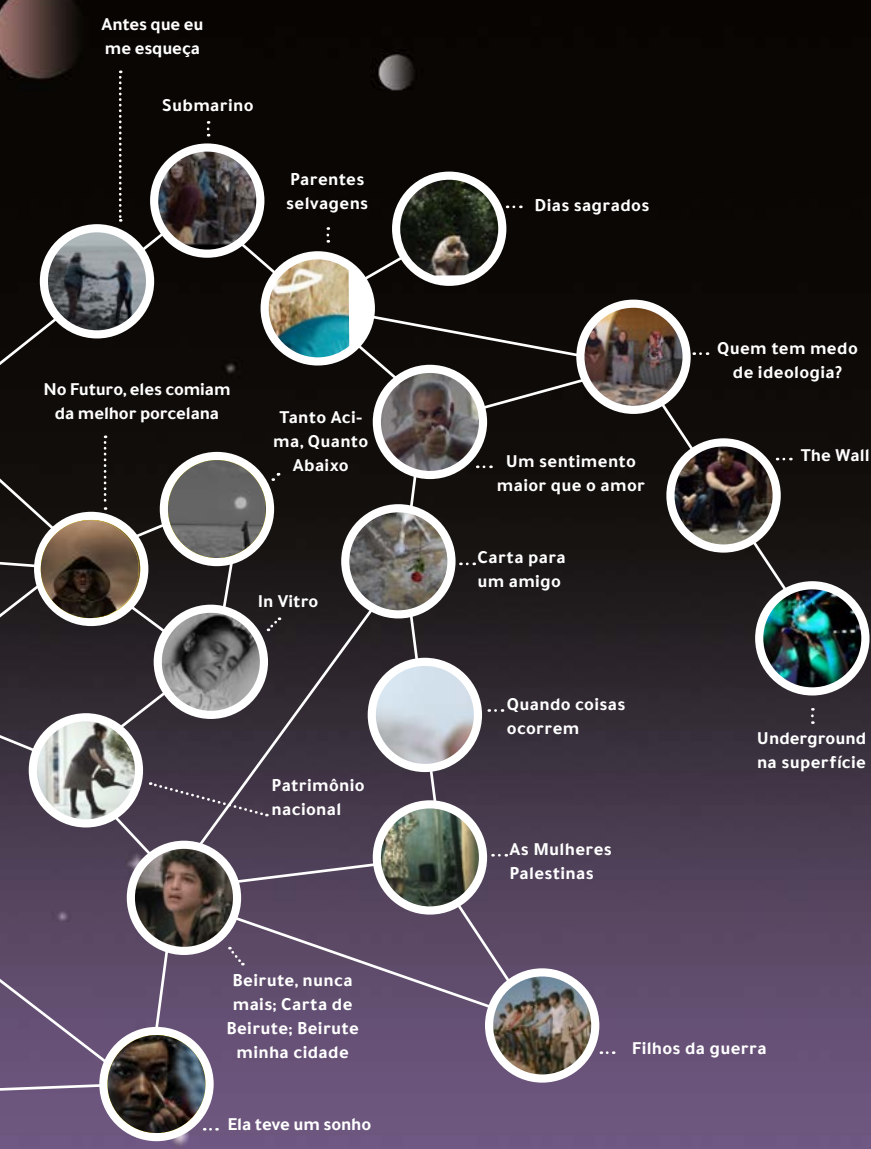 Antes que eu
me esqueça
Submarino
Parentes
selvagens
Dias sagrados
Quem tem medo
de ideologia?
No Futuro, eles comiam
da melhor porcelana
Tanto Aci-
ma, Quanto
Abaixo
Um sentimento
maior que o amor
The Wall
Carta para
um amigo
In Vitro
Quando coisas
ocorrem
Underground
na superfície
Patrimônio
nacional
As Mulheres
Palestinas
Beirute, nunca
mais; Carta de
Beirute; Beirute
minha cidade
Filhos da guerra
Ela teve um sonho